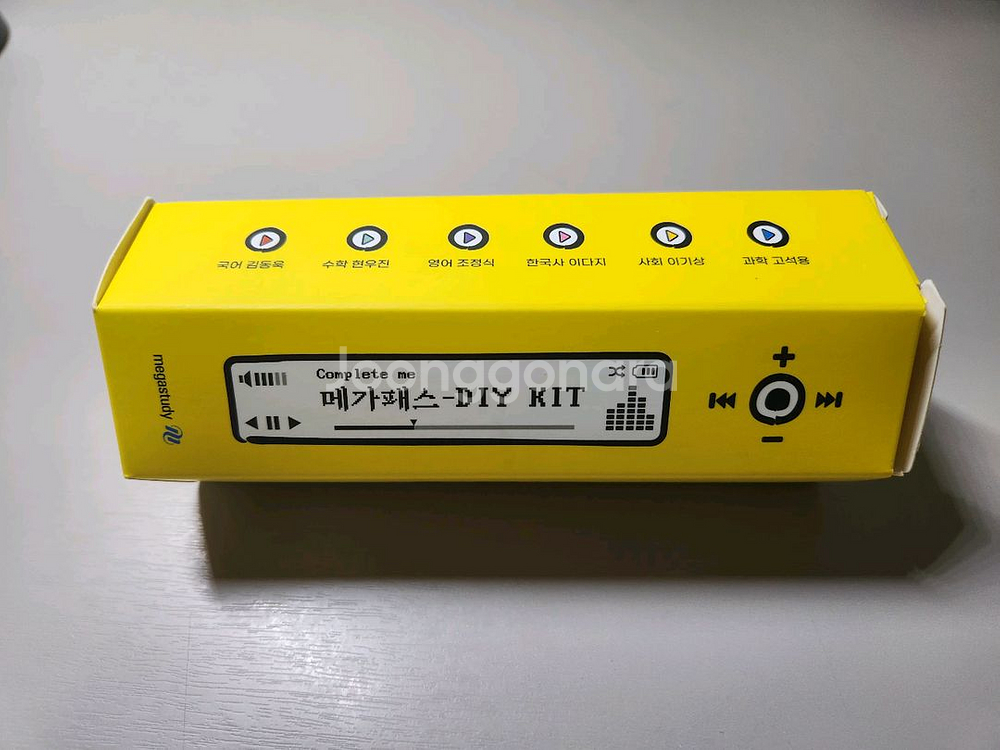 국어 김동욱
수학 현우진
영어 조정식
한국사 이다지
사회 이기상
과학 고석용
megastudy
Complete me
메가패스-DIY KIT
Joonggonara